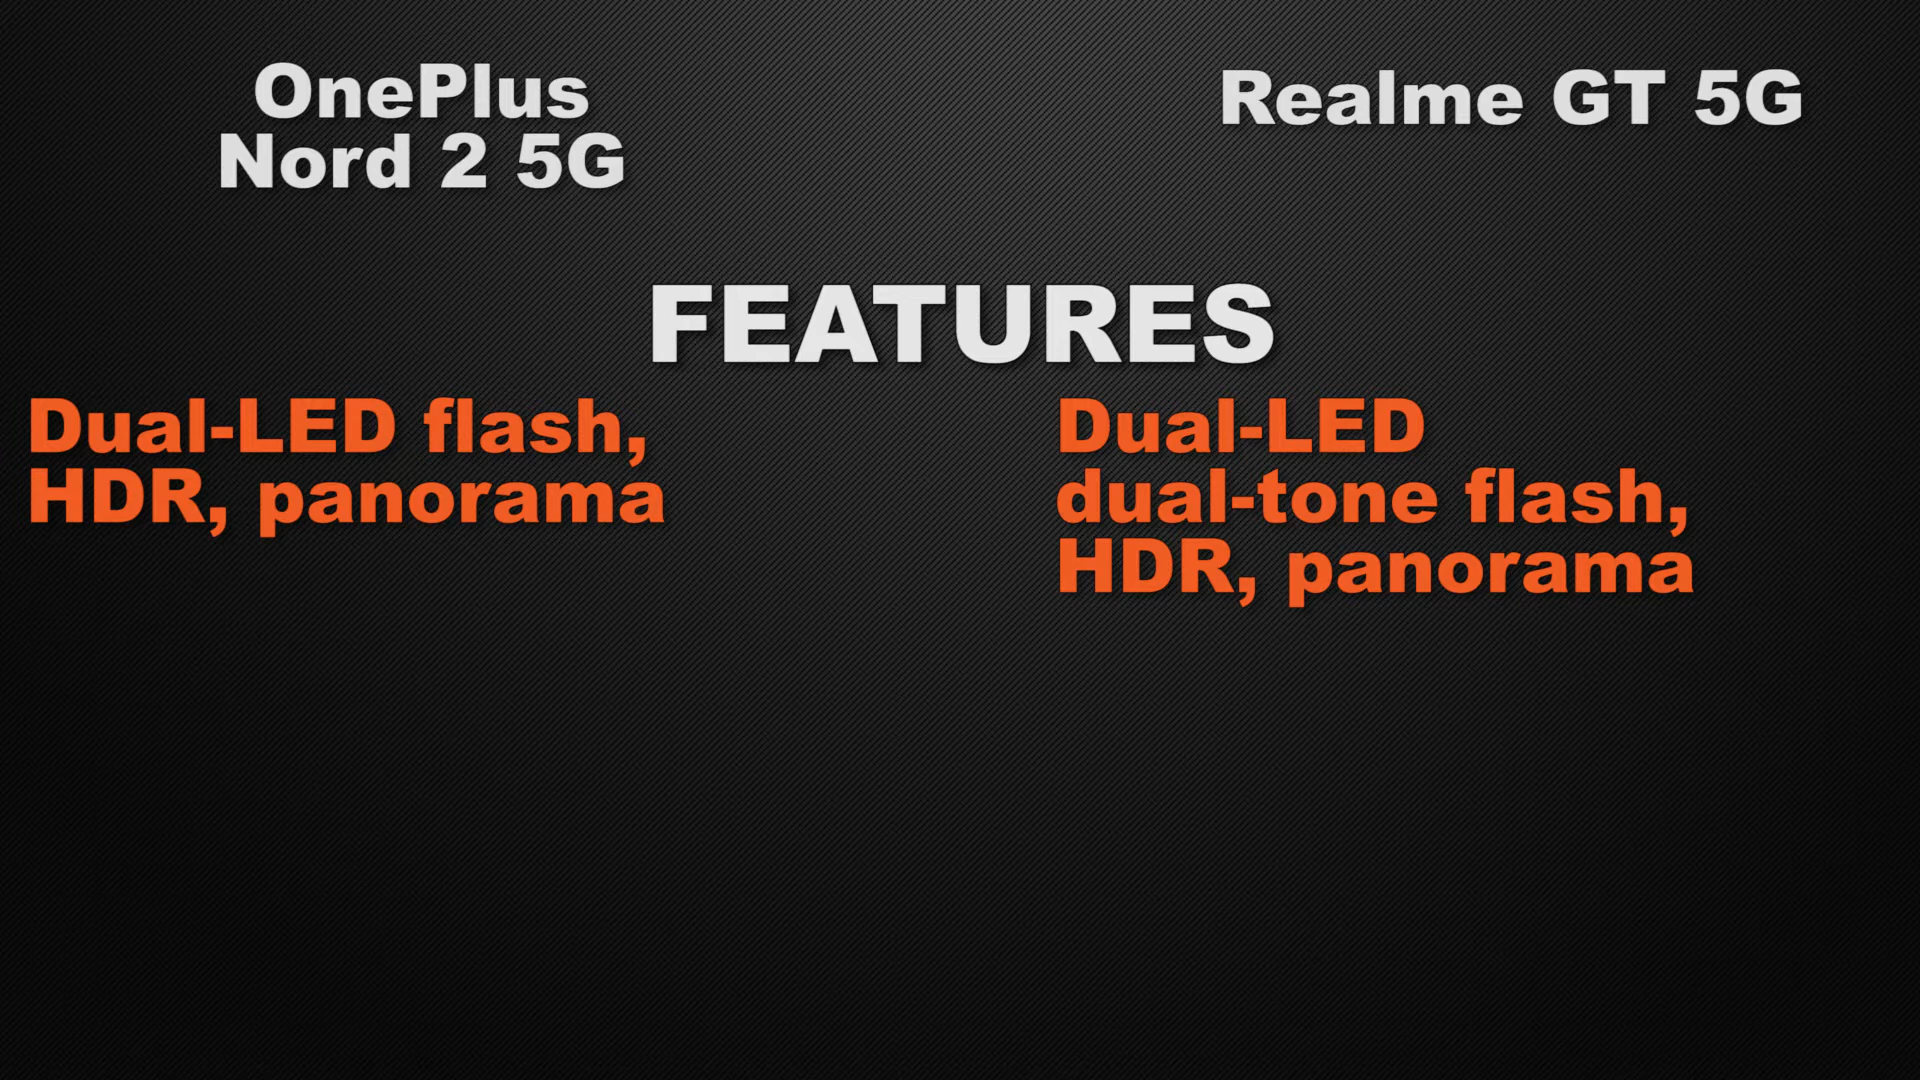 OnePlus
Nord 2 5G
Realme GT 5G
FEATURES
Dual-LED flash,
HDR, panorama
Dual-LED
dual-tone flash,
HDR, panorama